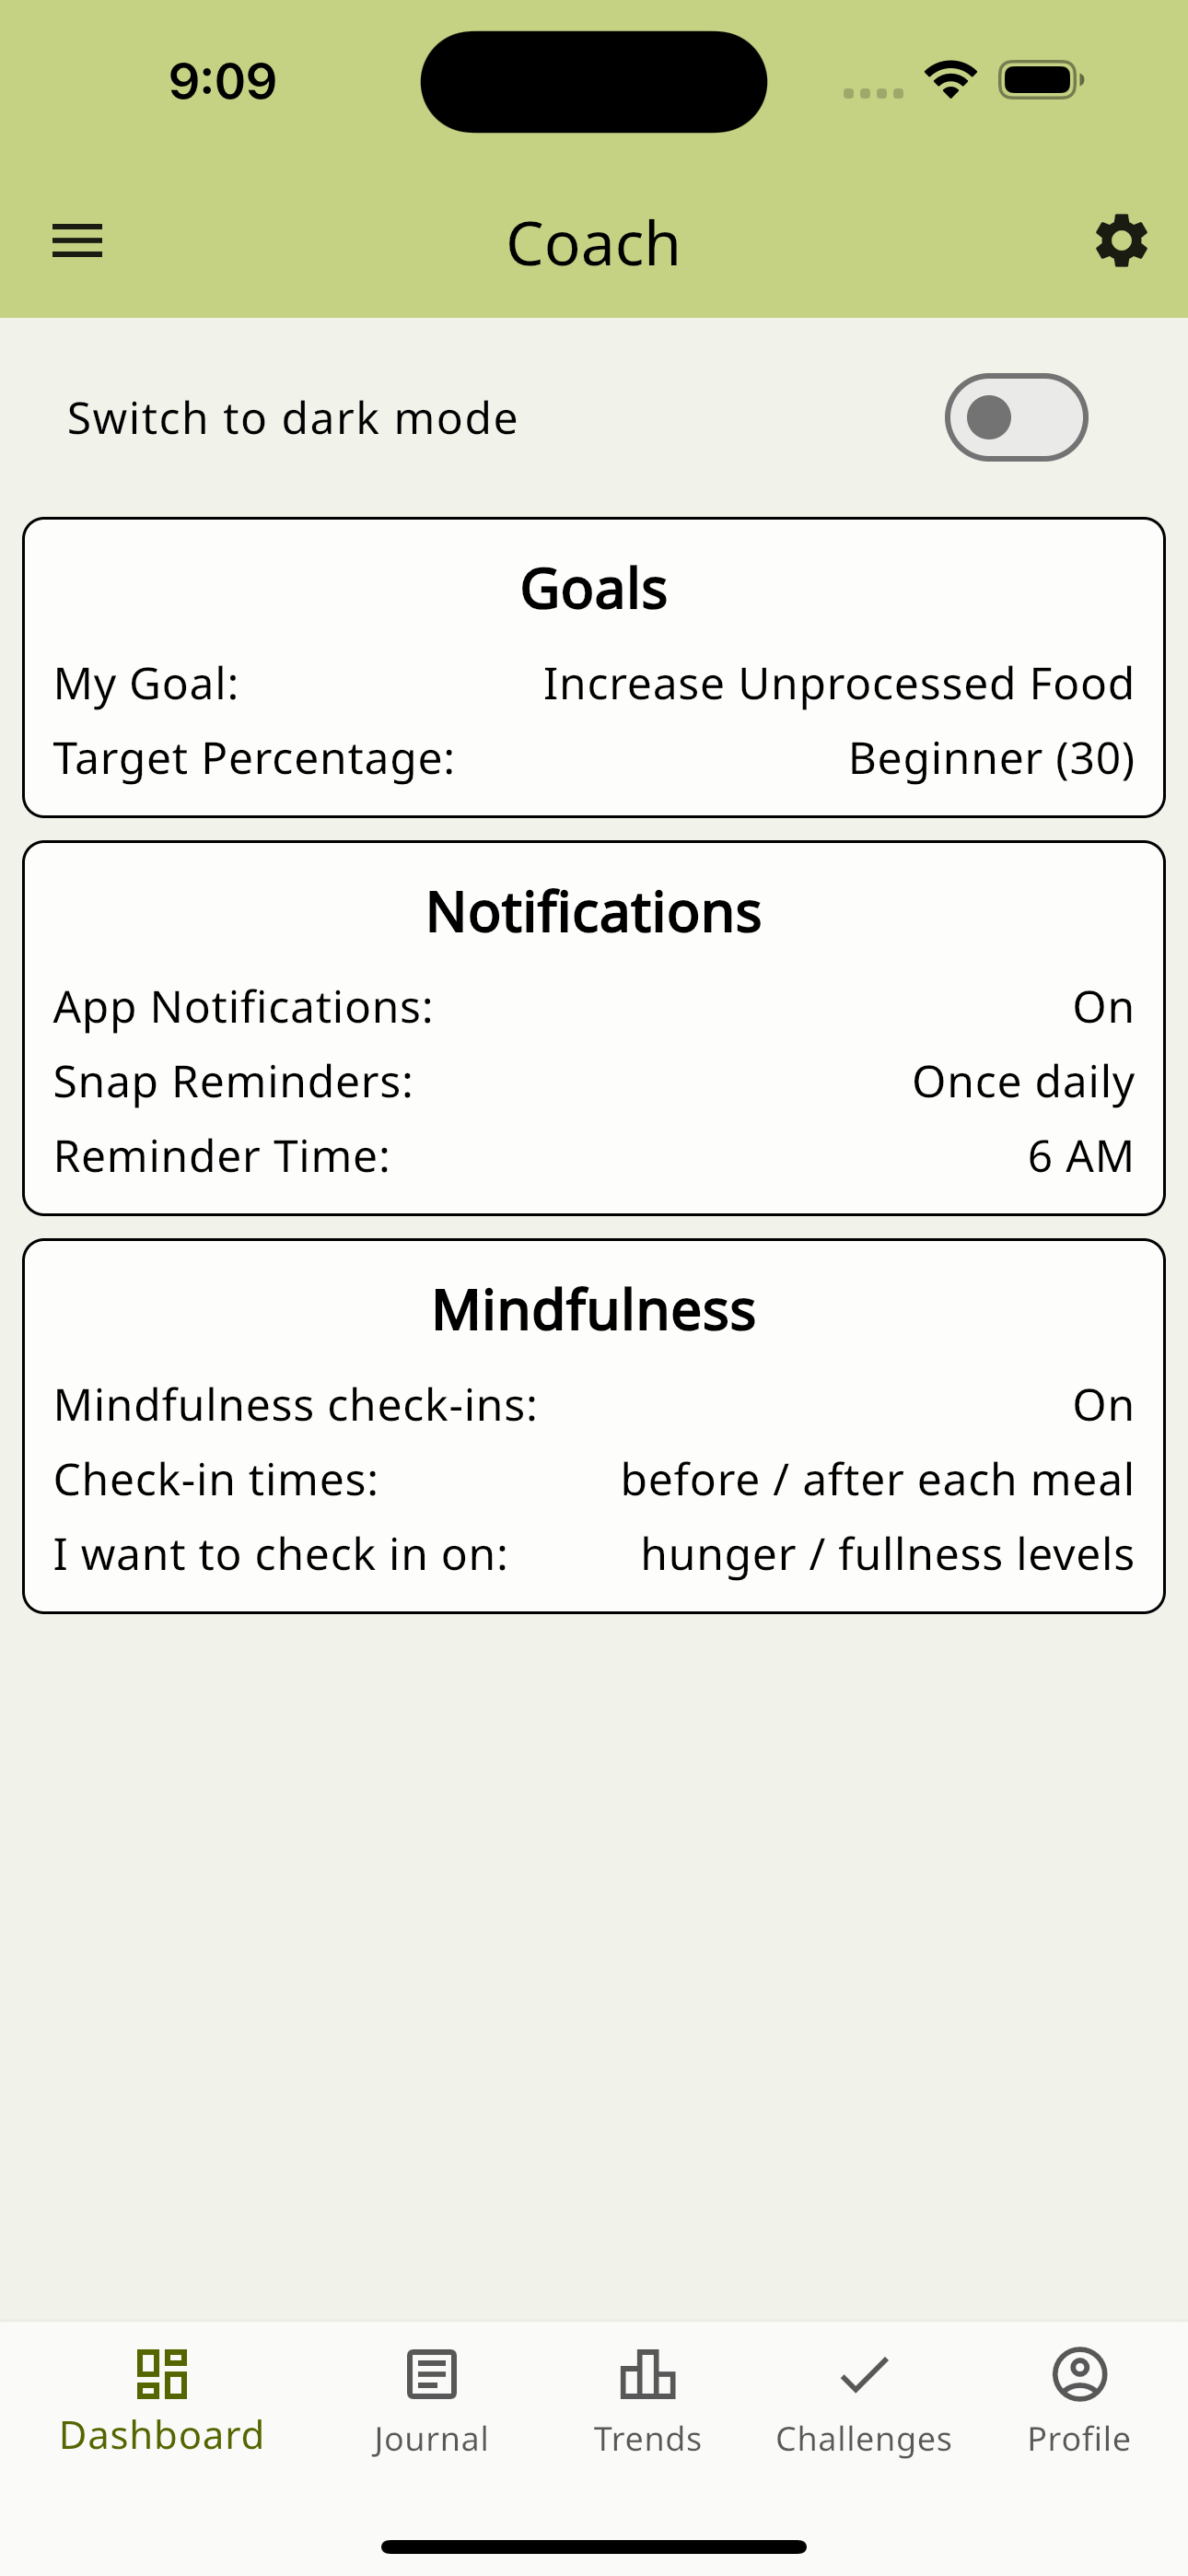 9:09
Coach
Switch to dark mode
Goals
My Goal: Increase Unprocessed Food
Target Percentage: Beginner (30)
Notifications
App Notifications: On
Snap Reminders: Once daily
Reminder Time: 6 AM
Mindfulness
Mindfulness check-ins: On
Check-in times: before / after each meal
I want to check in on: hunger / fullness levels
Dashboard Journal Trends Challenges Profile